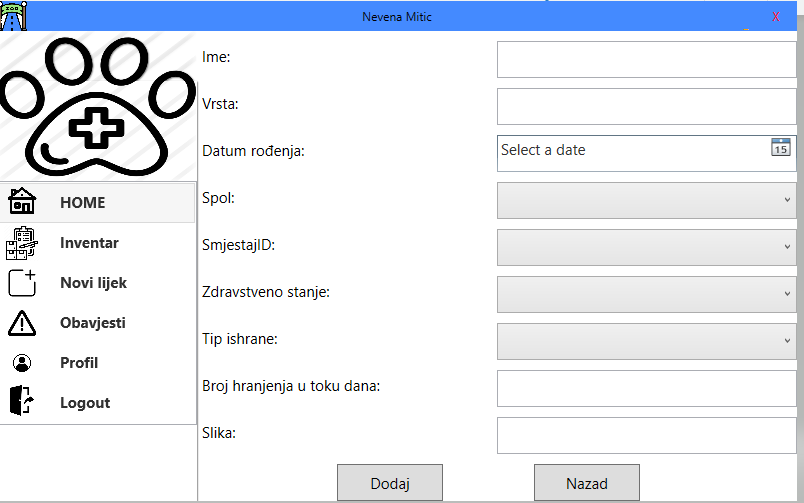 Nevena Mitic
X
Ime:
Vrsta:
Datum rođenja:
Select a date
15
Spol:
SmjestajID:
Zdravstveno stanje:
Tip ishrane:
Broj hranjenja u toku dana:
Slika:
Dodaj
Nazad
HOME
Inventar
Novi lijek
Obavjesti
Profil
Logout